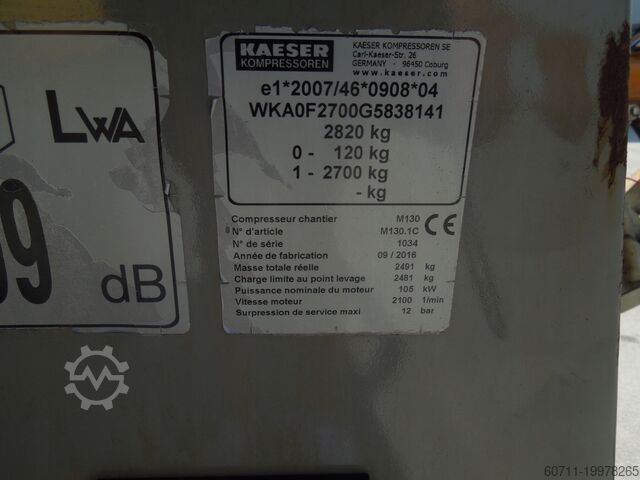 KAESER
KOMPRESSOREN
KAESER KOMPRESSOREN SE
Carl-Kaeser-Str. 26
GERMANY - 96450 Coburg
www.kaeser.com
e1*2007/46*0908*04
WKA0F2700G5838141
2820 kg
0 - 120 kg
1 - 2700 kg
- kg
Compresseur chantier M130
N° d'article M130.1C
N° de série 1034
Année de fabrication 09 / 2016
Masse totale réelle 2491 kg
Charge limite au point levage 2481 kg
Puissance nominale du moteur 105 kW
Vitesse moteur 2100 1/min
Surpression de service maxi 12 bar
CE
LWA
9
dB
60711-19978265